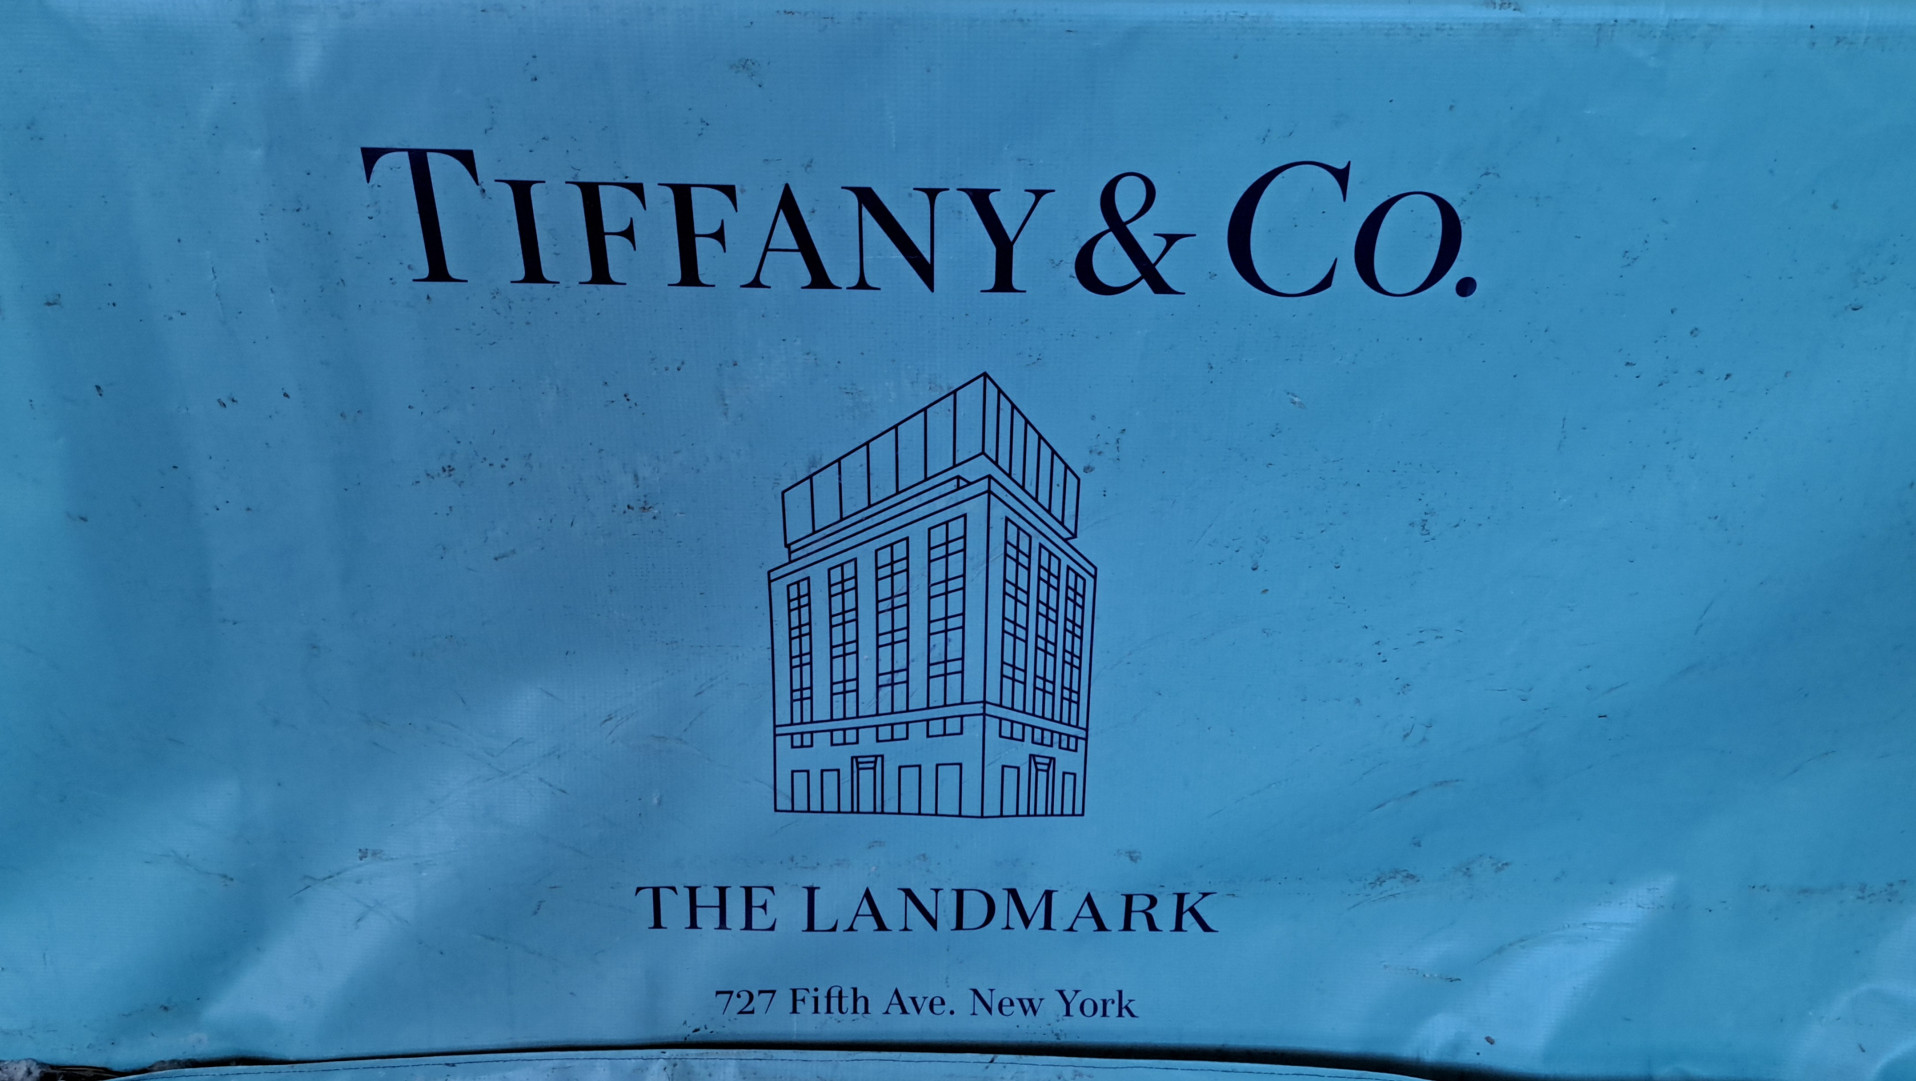 TIFFANY & CO.
THE LANDMARK
727 Fifth Ave. New York